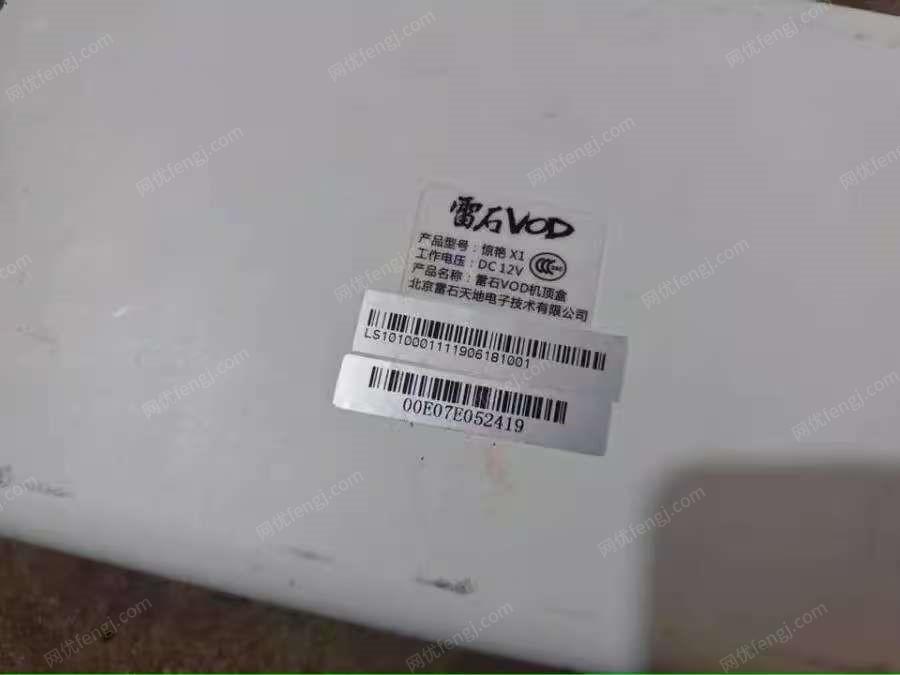 雷石VOD
产品型号：惊艳 X1
工作电压：DC 12V
产品名称：雷石VOD机顶盒
北京雷石天地电子技术有限公司
LS1010001111906181001
00E07E052419
网优fengj.com